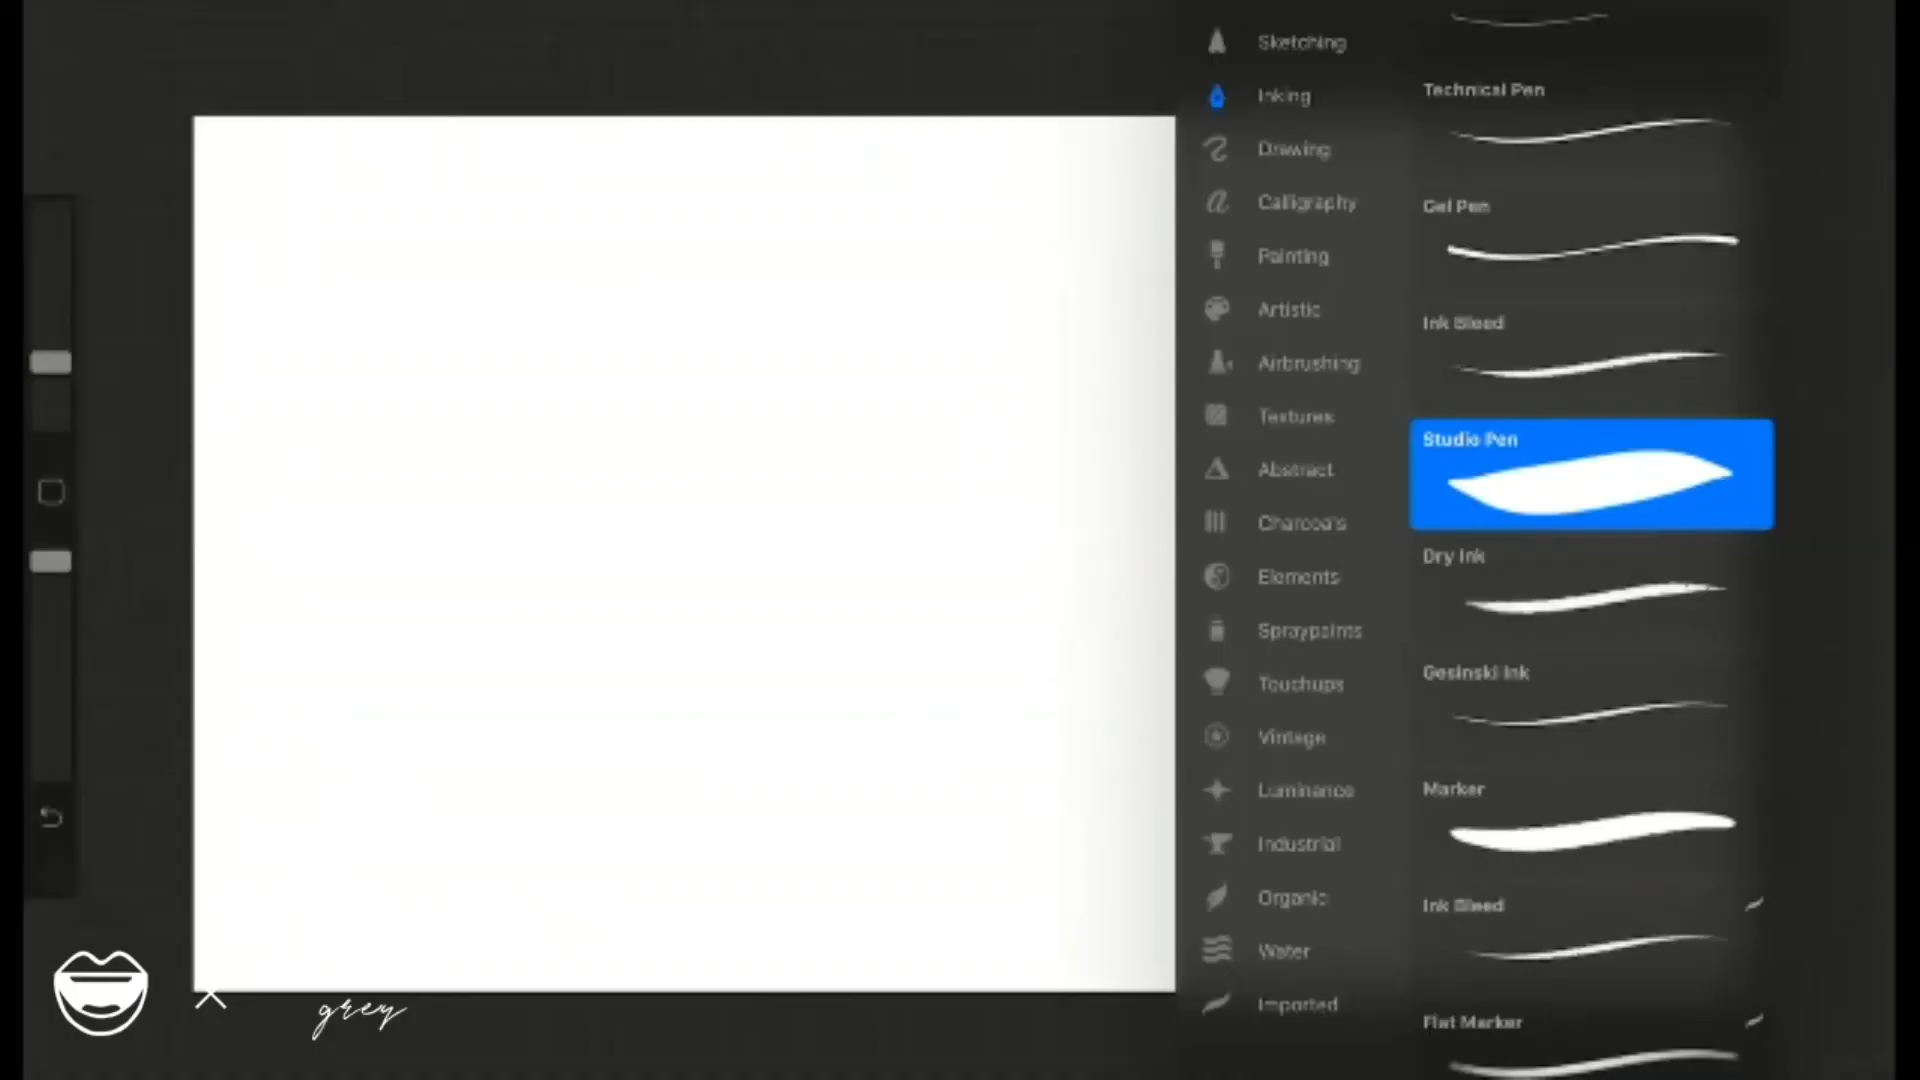 Sketching
Inking
Drawing
Calligraphy
Painting
Artistic
Airbrushing
Textures
Abstract
Charcoals
Elements
Spraypaints
Touchups
Vintage
Luminance
Industrial
Organic
Water
Imported
Technical Pen
Gel Pen
Ink Bleed
Studio Pen
Dry Ink
Gesinski Ink
Marker
Ink Bleed
Flat Marker
grey